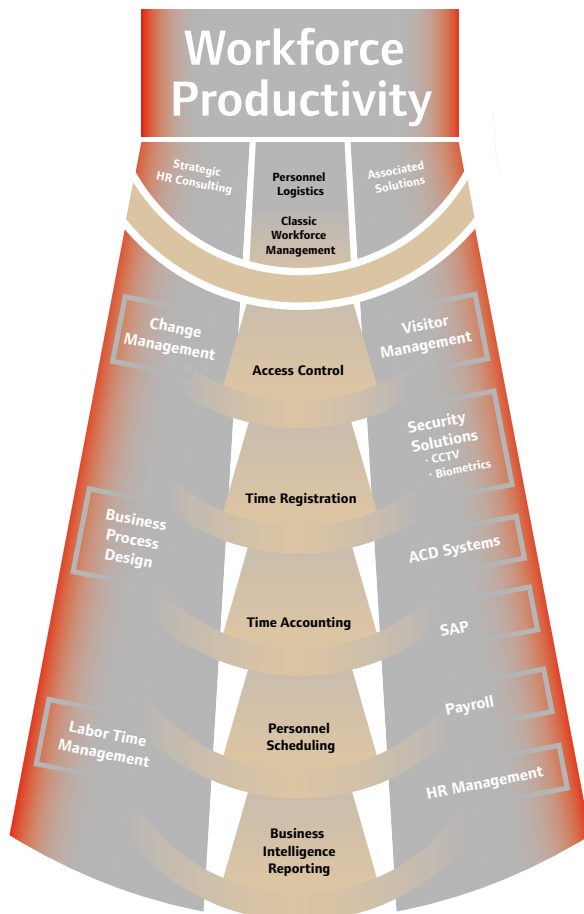 Workforce
Productivity
Strategic
HR Consulting
Personnel
Logistics
Classic
Workforce
Management
Associated
Solutions
Change
Management
Access Control
Visitor
Management
Security
Solutions
· CCTV
· Biometrics
Time Registration
Business
Process
Design
ACD Systems
Time Accounting
SAP
Labor Time
Management
Personnel
Scheduling
Payroll
HR Management
Business
Intelligence
Reporting